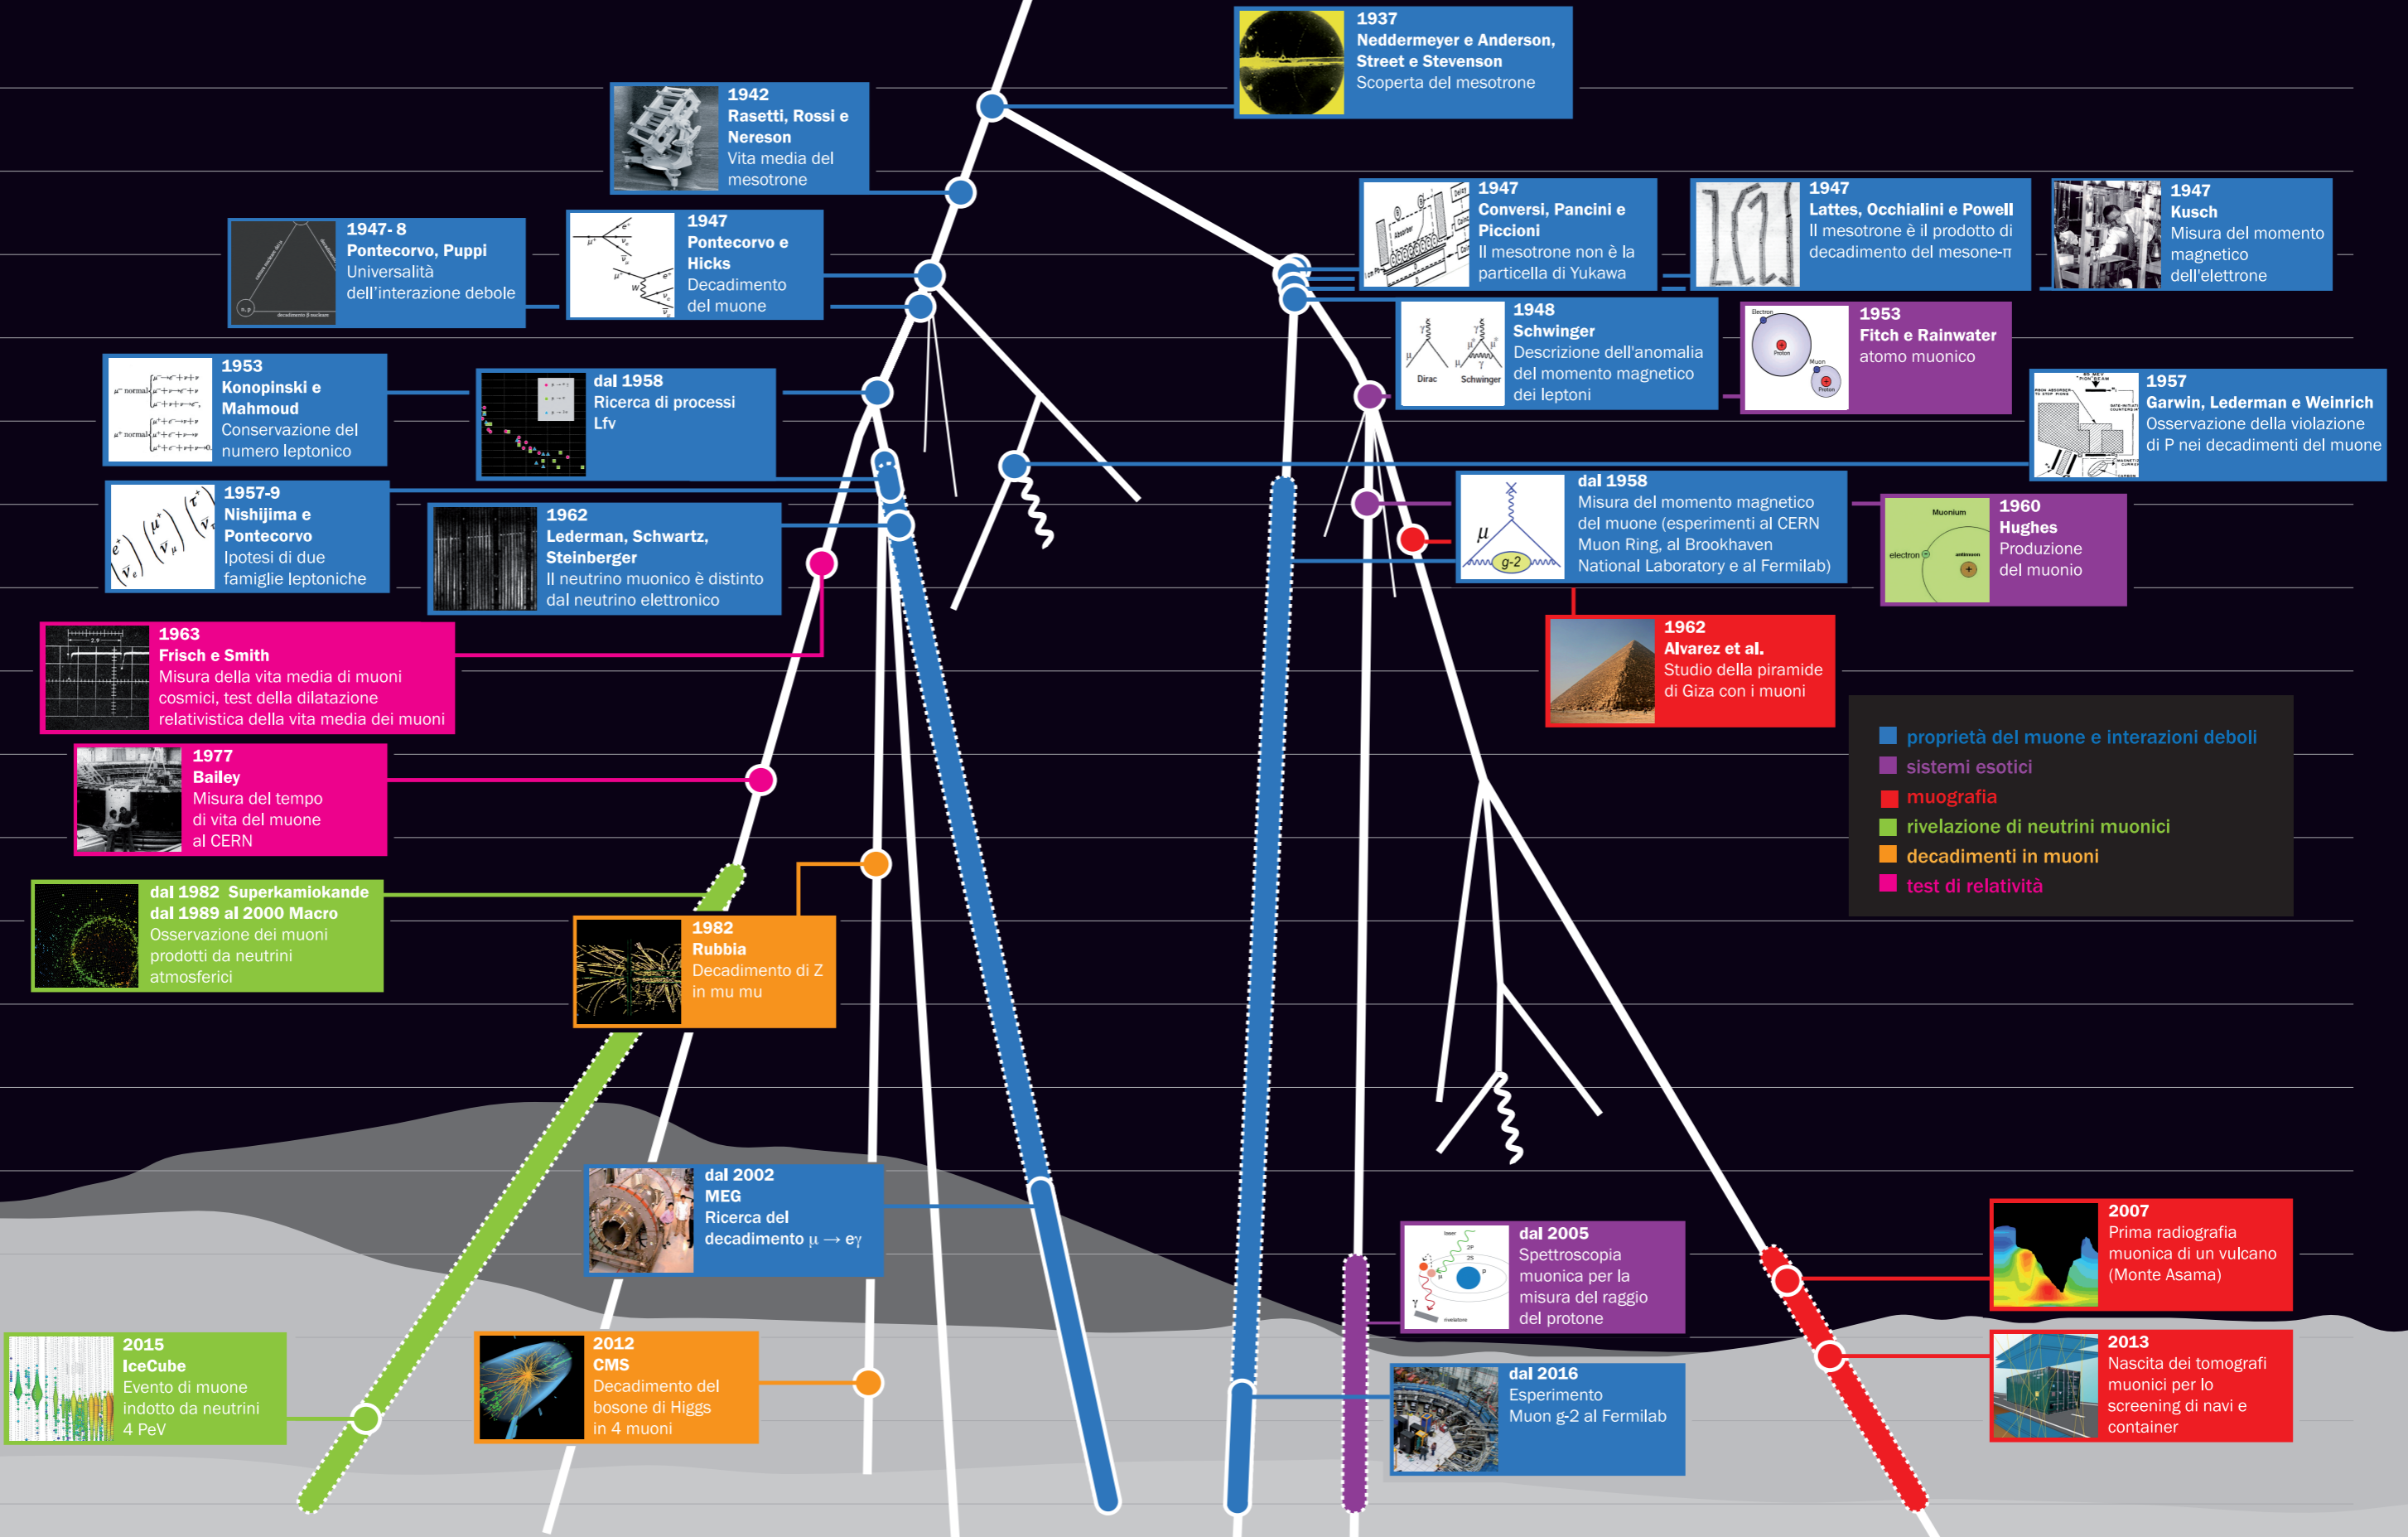 1937
Neddermeyer e Anderson,
Street e Stevenson
Scoperta del mesotrone
1942
Rasetti, Rossi e
Nereson
Vita media del
mesotrone
1947-8
Pontecorvo, Puppi
Universalità
dell'interazione debole
1947
Pontecorvo e
Hicks
Decadimento
del muone
1947
Conversi, Pancini e
Piccioni
Il mesotrone non è la
particella di Yukawa
1947
Lattes, Occhialini e Powell
Il mesotrone è il prodotto di
decadimento del mesone-π
1947
Kusch
Misura del momento
magnetico
dell'elettrone
1948
Schwinger
Descrizione dell'anomalia
del momento magnetico
dei leptoni
Dirac
Schwinger
1953
Fitch e Rainwater
atomo muonico
Electron
Proton
Muon
Proton
1953
Konopinski e
Mahmoud
Conservazione del
numero leptonico
dal 1958
Ricerca di processi
Lfv
1957
Garwin, Lederman e Weinrich
Osservazione della violazione
di P nei decadimenti del muone
1957-9
Nishijima e
Pontecorvo
Ipotesi di due
famiglie leptoniche
1962
Lederman, Schwartz,
Steinberger
Il neutrino muonico è distinto
dal neutrino elettronico
dal 1958
Misura del momento magnetico
del muone (esperimenti al CERN
Muon Ring, al Brookhaven
National Laboratory e al Fermilab)
μ
g-2
1960
Hughes
Produzione
del muonio
Muonium
electron
antimuon
1963
Frisch e Smith
Misura della vita media di muoni
cosmici, test della dilatazione
relativistica della vita media dei muoni
1962
Alvarez et al.
Studio della piramide
di Giza con i muoni
proprietà del muone e interazioni deboli
sistemi esotici
muografia
rivelazione di neutrini muonici
decadimenti in muoni
test di relatività
1977
Bailey
Misura del tempo
di vita del muone
al CERN
dal 1982 Superkamiokande
dal 1989 al 2000 Macro
Osservazione dei muoni
prodotti da neutrini
atmosferici
1982
Rubbia
Decadimento di Z
in mu mu
dal 2002
MEG
Ricerca del
decadimento μ → eγ
dal 2005
Spettroscopia
muonica per la
misura del raggio
del protone
laser
2P
2S
p
μ
γ
rivelatore
2007
Prima radiografia
muonica di un vulcano
(Monte Asama)
2015
IceCube
Evento di muone
indotto da neutrini
4 PeV
2012
CMS
Decadimento del
bosone di Higgs
in 4 muoni
dal 2016
Esperimento
Muon g-2 al Fermilab
2013
Nascita dei tomografi
muonici per lo
screening di navi e
container